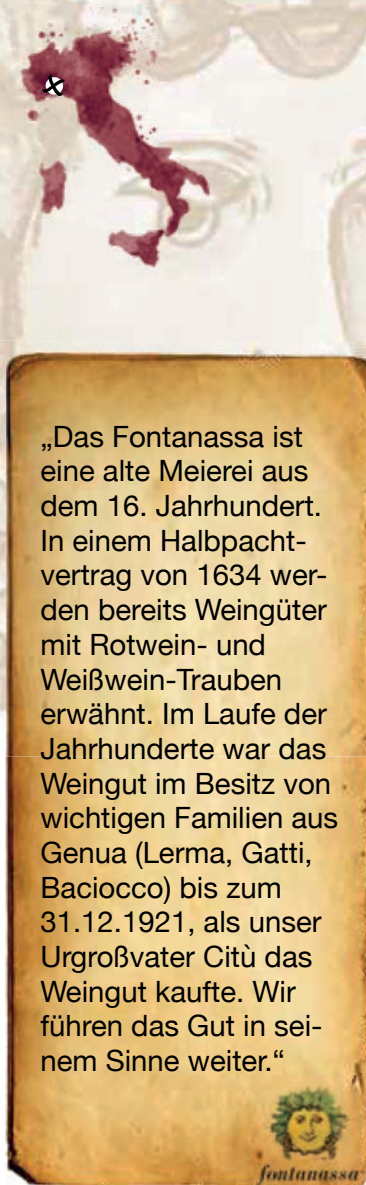 „Das Fontanassa ist
eine alte Meierei aus
dem 16. Jahrhundert.
In einem Halbpacht-
vertrag von 1634 wer-
den bereits Weingüter
mit Rotwein- und
Weißwein-Trauben
erwähnt. Im Laufe der
Jahrhunderte war das
Weingut im Besitz von
wichtigen Familien aus
Genua (Lerma, Gatti,
Baciocco) bis zum
31.12.1921, als unser
Urgroßvater Citù das
Weingut kaufte. Wir
führen das Gut in sei-
nem Sinne weiter.“
fontanassa